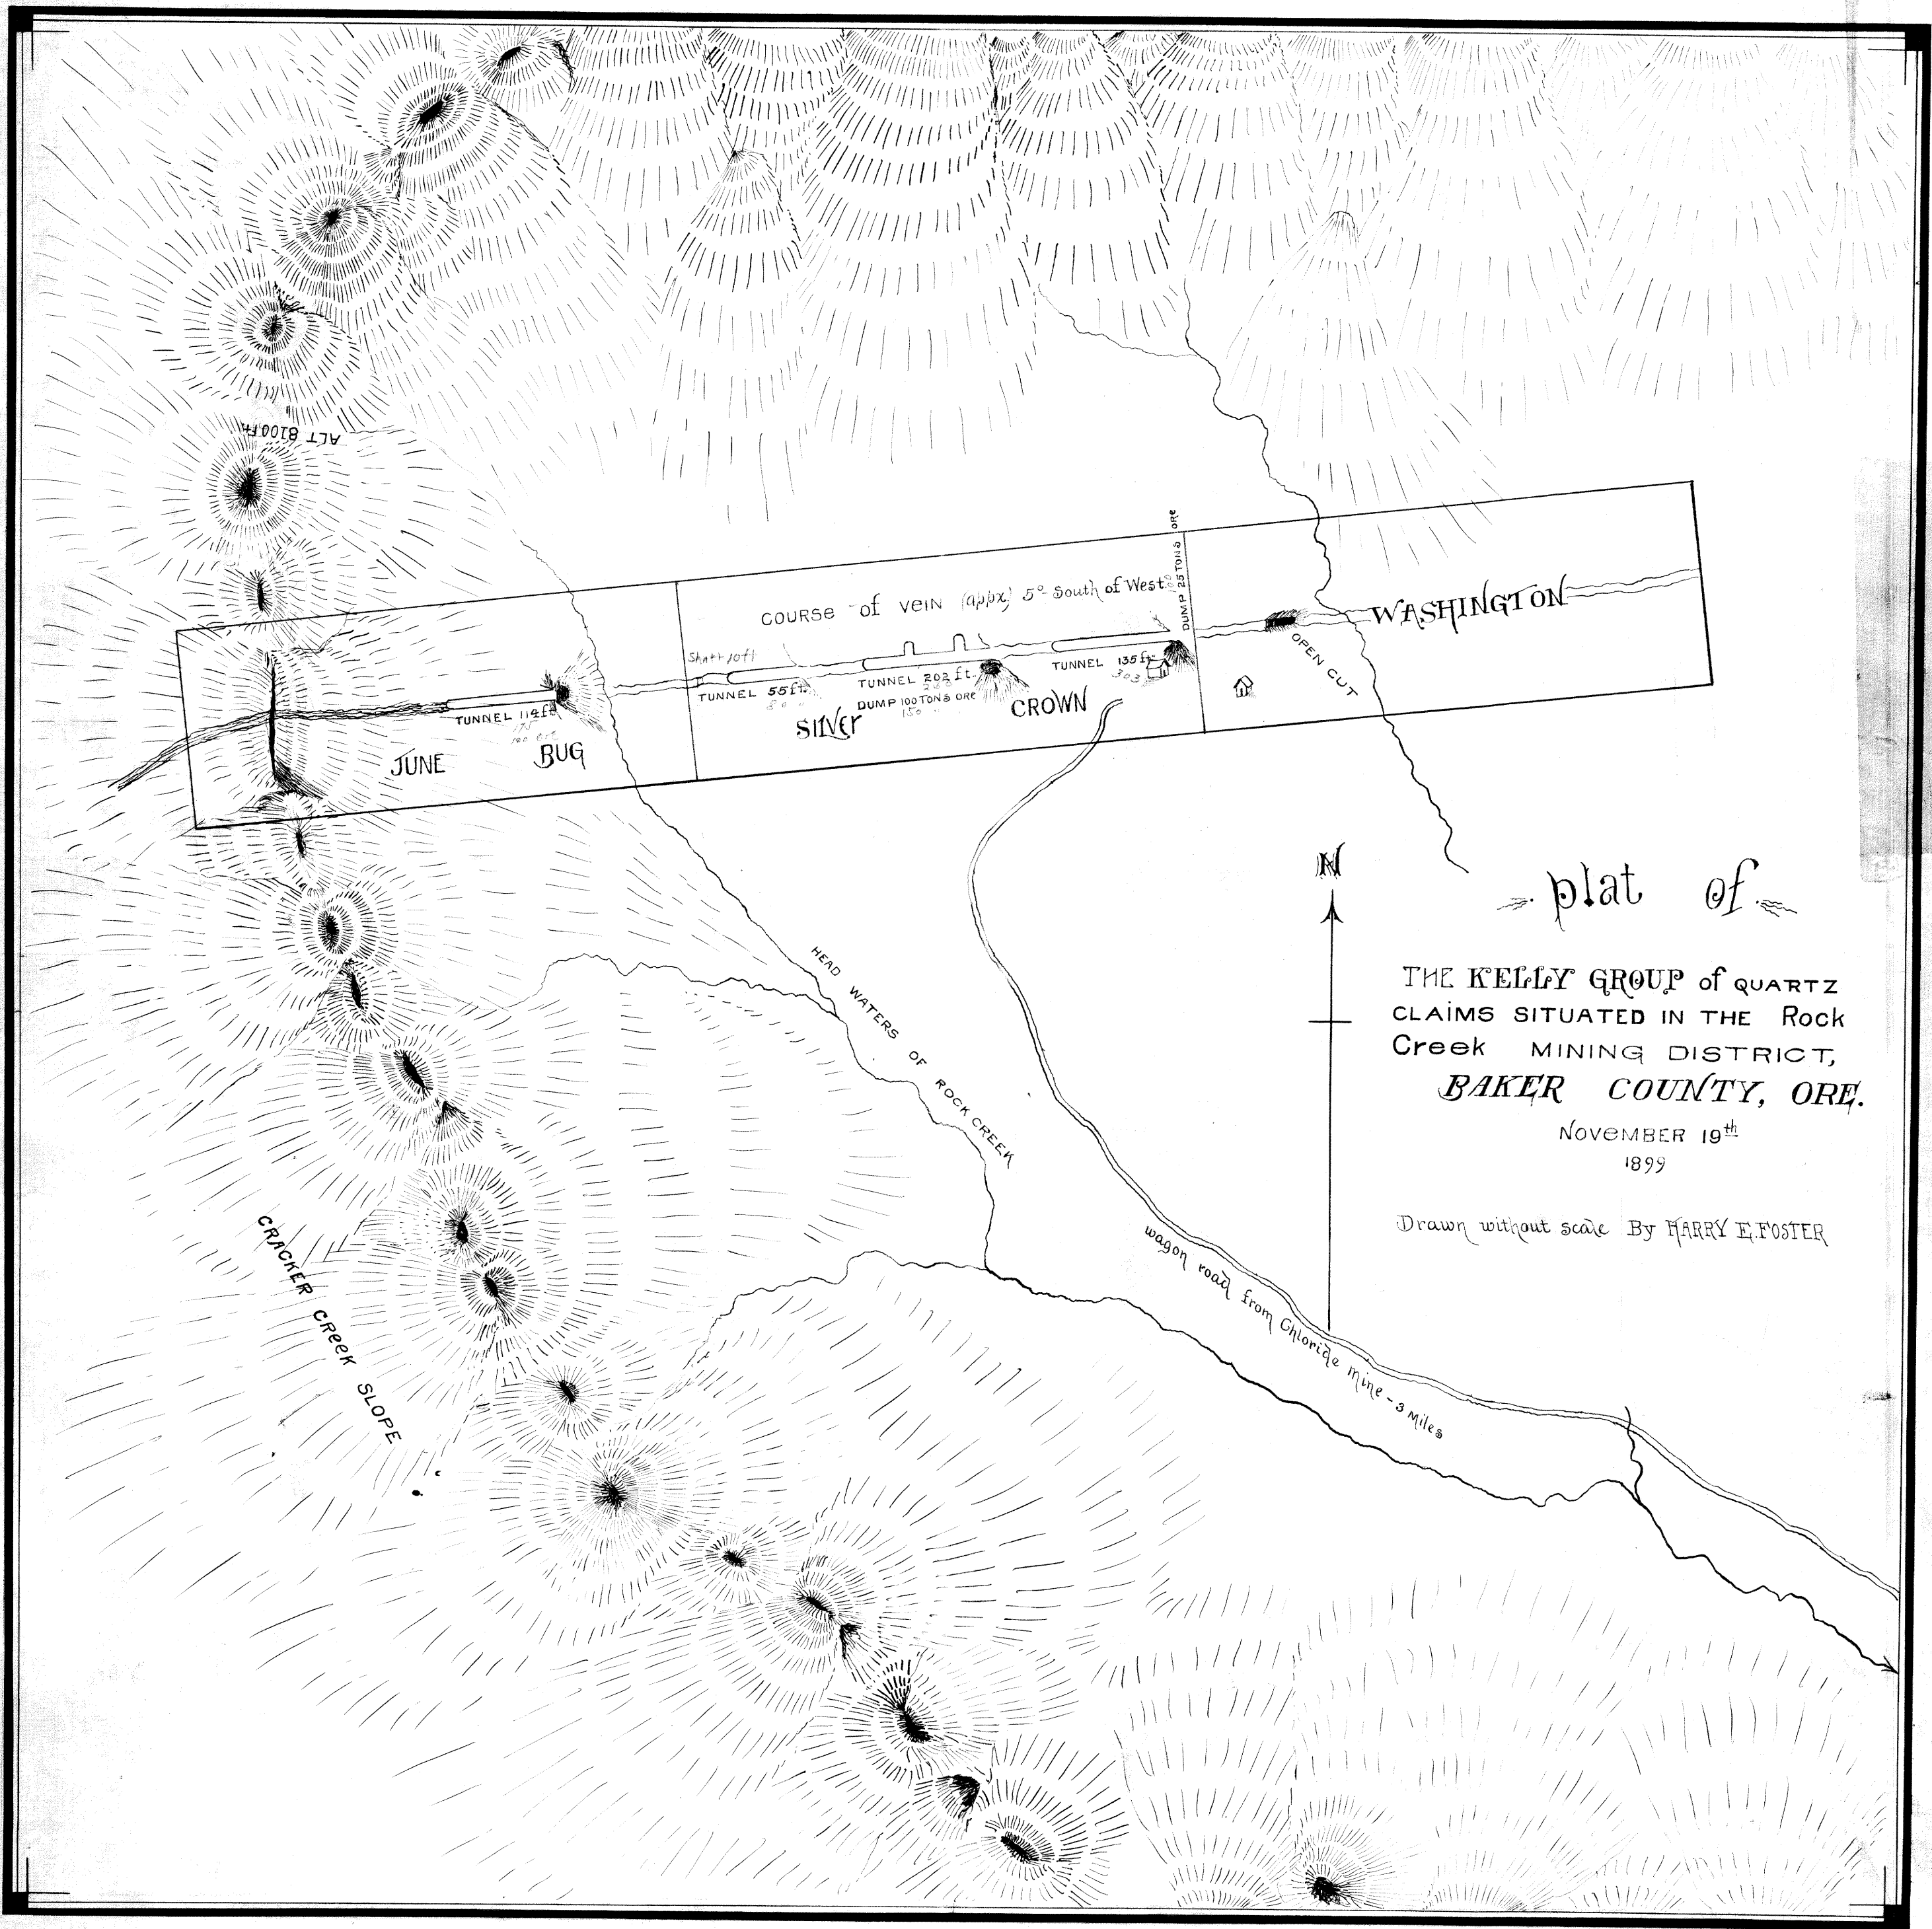 ALT 8100 ft.
COURSE of VEIN (appx) 5° South of West.
DUMP 25 TONS ORE
WASHINGTON
OPEN CUT
Shaft 10 ft
TUNNEL 55 ft.
80 "
TUNNEL 202 ft.
DUMP 100 TONS ORE
150 "
TUNNEL 135 ft.
303
SILVER CROWN
TUNNEL 114 ft
175
JUNE BUG
N
plat of
THE KELLY GROUP of QUARTZ
CLAIMS SITUATED IN THE Rock
Creek MINING DISTRICT,
BAKER COUNTY, ORE.
NOVEMBER 19th
1899
Drawn without scale By HARRY E. FOSTER
HEAD WATERS OF ROCK CREEK
wagon road from Chloride mine - 3 Miles
CRACKER CREEK SLOPE